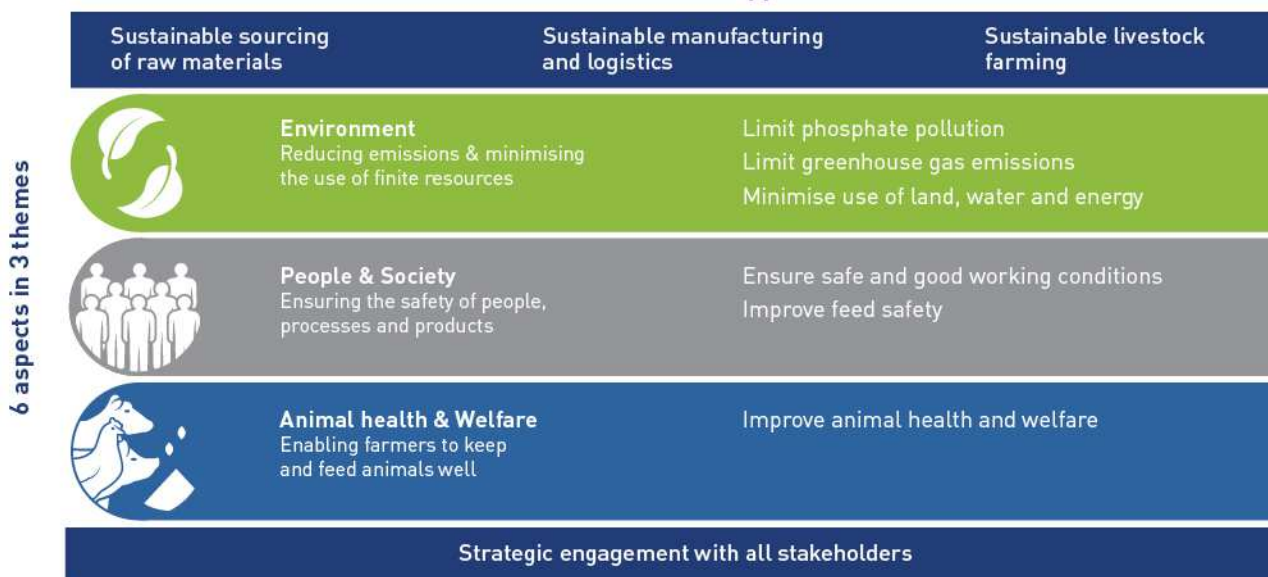 Sustainable sourcing
of raw materials
Sustainable manufacturing
and logistics
Sustainable livestock
farming
6 aspects in 3 themes
Environment
Reducing emissions & minimising
the use of finite resources
Limit phosphate pollution
Limit greenhouse gas emissions
Minimise use of land, water and energy
People & Society
Ensuring the safety of people,
processes and products
Ensure safe and good working conditions
Improve feed safety
Animal health & Welfare
Enabling farmers to keep
and feed animals well
Improve animal health and welfare
Strategic engagement with all stakeholders